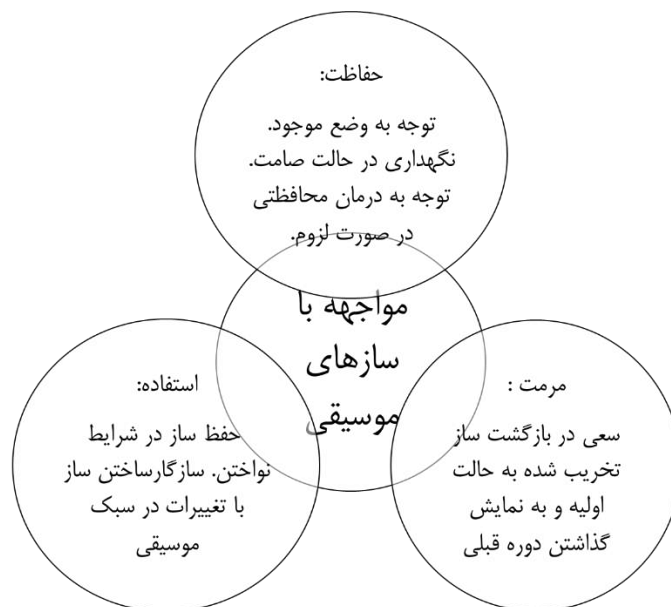 حفاظت:
توجه به وضع موجود.
نگهداری در حالت صامت.
توجه به درمان محافظتی
در صورت لزوم.
مواجهه با
سازهای
موسیقی
مرمت :
سعی در بازگشت ساز
تخریب شده به حالت
اولیه و به نمایش
گذاشتن دوره قبلی
استفاده:
حفظ ساز در شرایط
نواختن. سازگارساختن ساز
با تغییرات در سبک
موسیقی